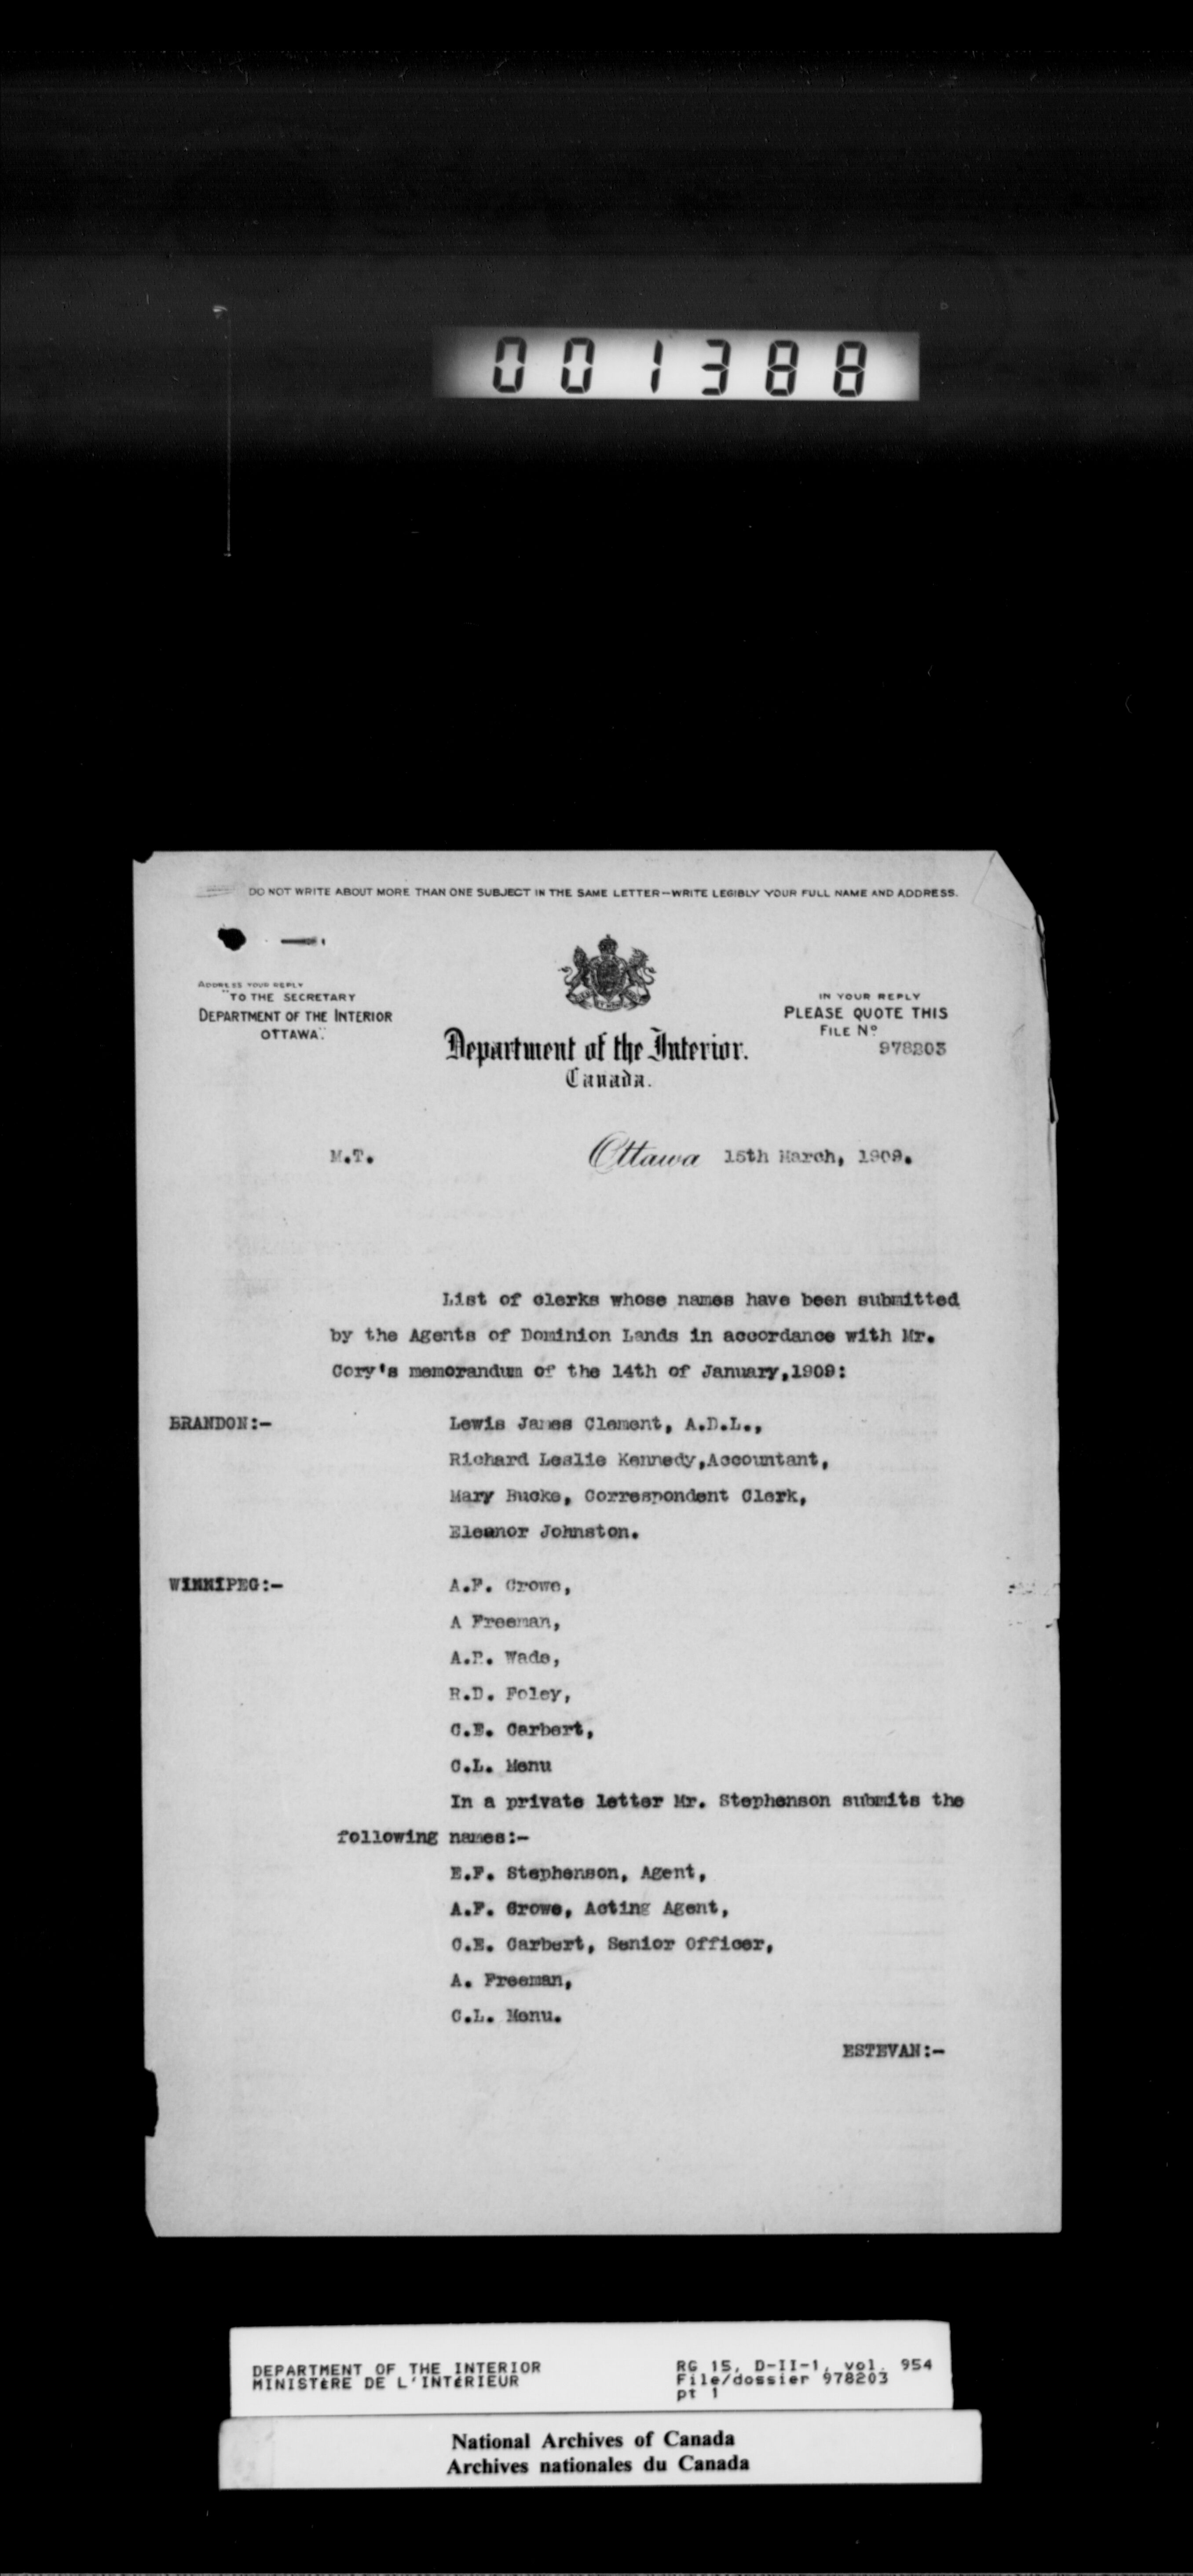 001388
DO NOT WRITE ABOUT MORE THAN ONE SUBJECT IN THE SAME LETTER—WRITE LEGIBLY YOUR FULL NAME AND ADDRESS.
ADDRESS YOUR REPLY
"TO THE SECRETARY
DEPARTMENT OF THE INTERIOR
OTTAWA."
IN YOUR REPLY
PLEASE QUOTE THIS
FILE No
978203
Department of the Interior.
Canada.
M.T.
Ottawa 15th March, 1909.
List of clerks whose names have been submitted
by the Agents of Dominion Lands in accordance with Mr.
Cory's memorandum of the 14th of January,1909:
BRANDON:- Lewis James Clement, A.D.L.,
Richard Leslie Kennedy,Accountant,
Mary Bucke, Correspondent Clerk,
Eleanor Johnston.
WINNIPEG:- A.F. Crowe,
A Freeman,
Wade,
R.D. Foley,
C.E. Carbert,
C.L. Menu
In a private letter Mr. Stephenson submits the
following names:-
E.F. Stephenson, Agent,
A.F. Crowe, Acting Agent,
C.E. Carbert, Senior Officer,
A. Freeman,
C.L. Menu.
ESTEVAN:-
DEPARTMENT OF THE INTERIOR
MINISTÈRE DE L'INTÉRIEUR
RG 15, D-II-1, vol. 954
File/dossier 978203
pt 1
National Archives of Canada
Archives nationales du Canada